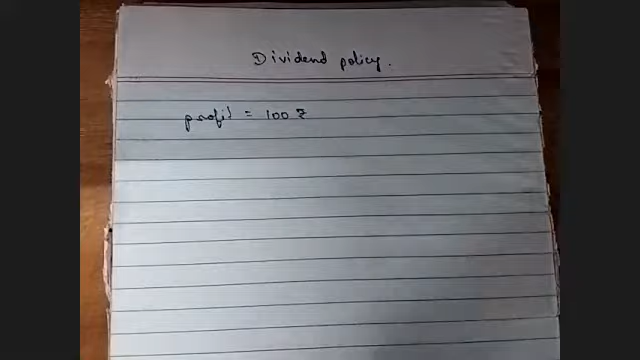 Dividend policy.
profit = 100 ₹